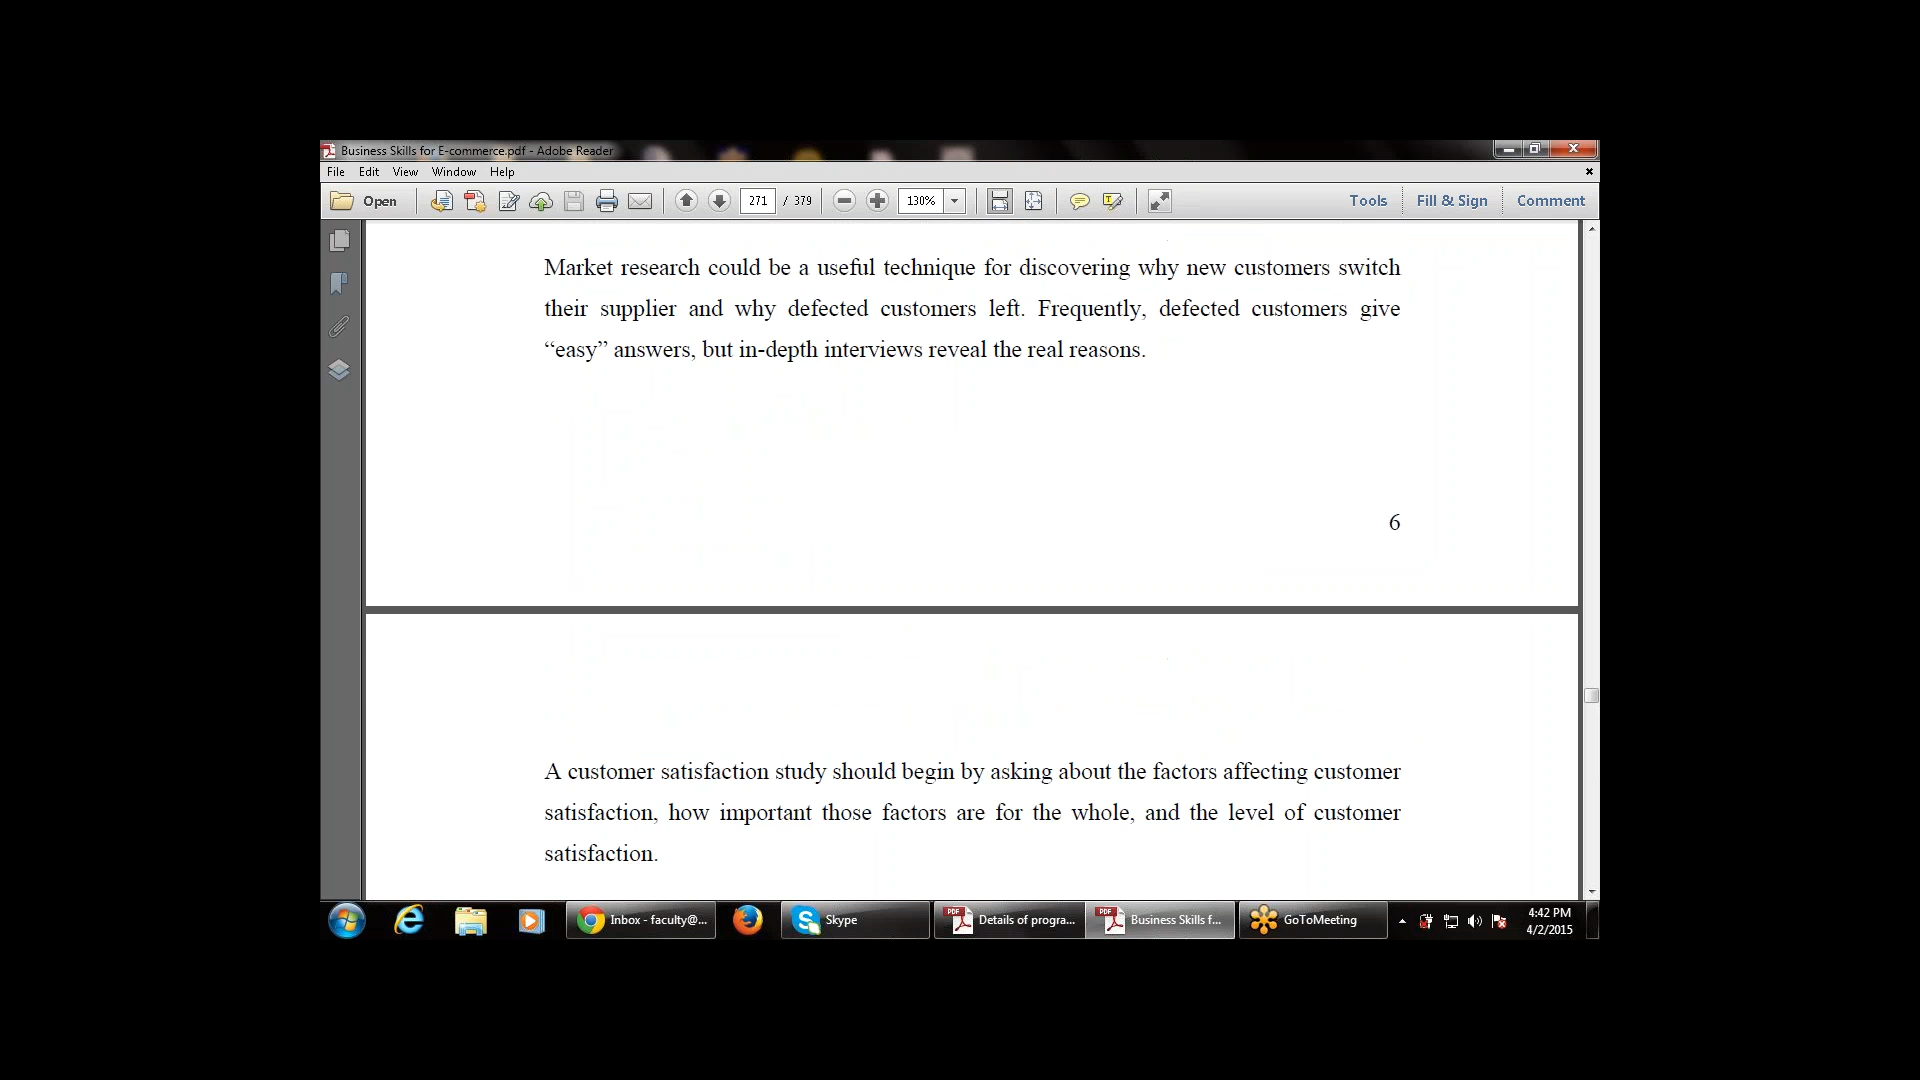 Business Skills for E-commerce.pdf - Adobe Reader
File Edit View Window Help
Open 271 / 379 130% Tools Fill & Sign Comment
Market research could be a useful technique for discovering why new customers switch
their supplier and why defected customers left. Frequently, defected customers give
“easy” answers, but in-depth interviews reveal the real reasons.
6
A customer satisfaction study should begin by asking about the factors affecting customer
satisfaction, how important those factors are for the whole, and the level of customer
satisfaction.
Inbox - faculty@... Skype Details of progra... Business Skills f... GoToMeeting 4:42 PM
4/2/2015